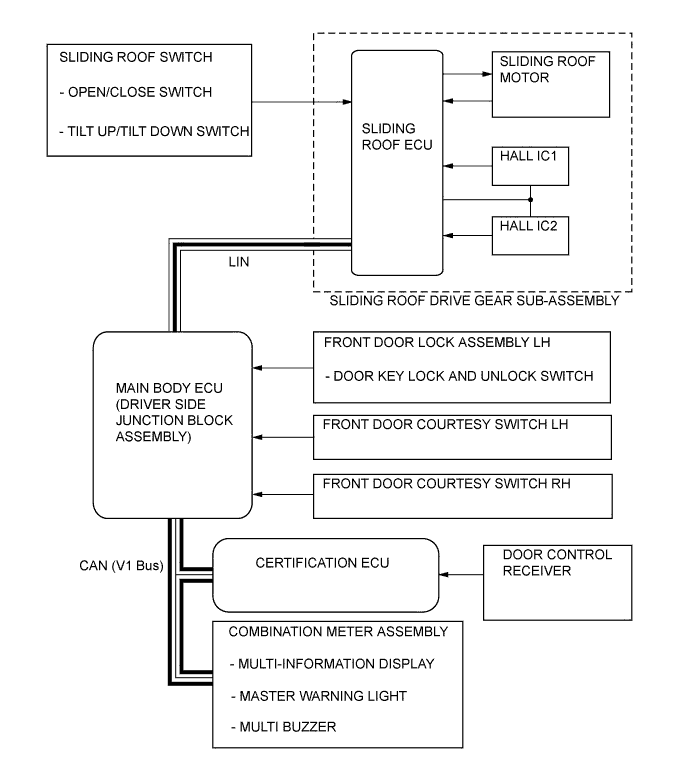 SLIDING ROOF SWITCH
- OPEN/CLOSE SWITCH
- TILT UP/TILT DOWN SWITCH
SLIDING
ROOF ECU
SLIDING ROOF
MOTOR
HALL IC1
HALL IC2
LIN
SLIDING ROOF DRIVE GEAR SUB-ASSEMBLY
MAIN BODY ECU
(DRIVER SIDE
JUNCTION BLOCK
ASSEMBLY)
FRONT DOOR LOCK ASSEMBLY LH
- DOOR KEY LOCK AND UNLOCK SWITCH
FRONT DOOR COURTESY SWITCH LH
FRONT DOOR COURTESY SWITCH RH
CAN (V1 Bus)
CERTIFICATION ECU
DOOR CONTROL
RECEIVER
COMBINATION METER ASSEMBLY
- MULTI-INFORMATION DISPLAY
- MASTER WARNING LIGHT
- MULTI BUZZER